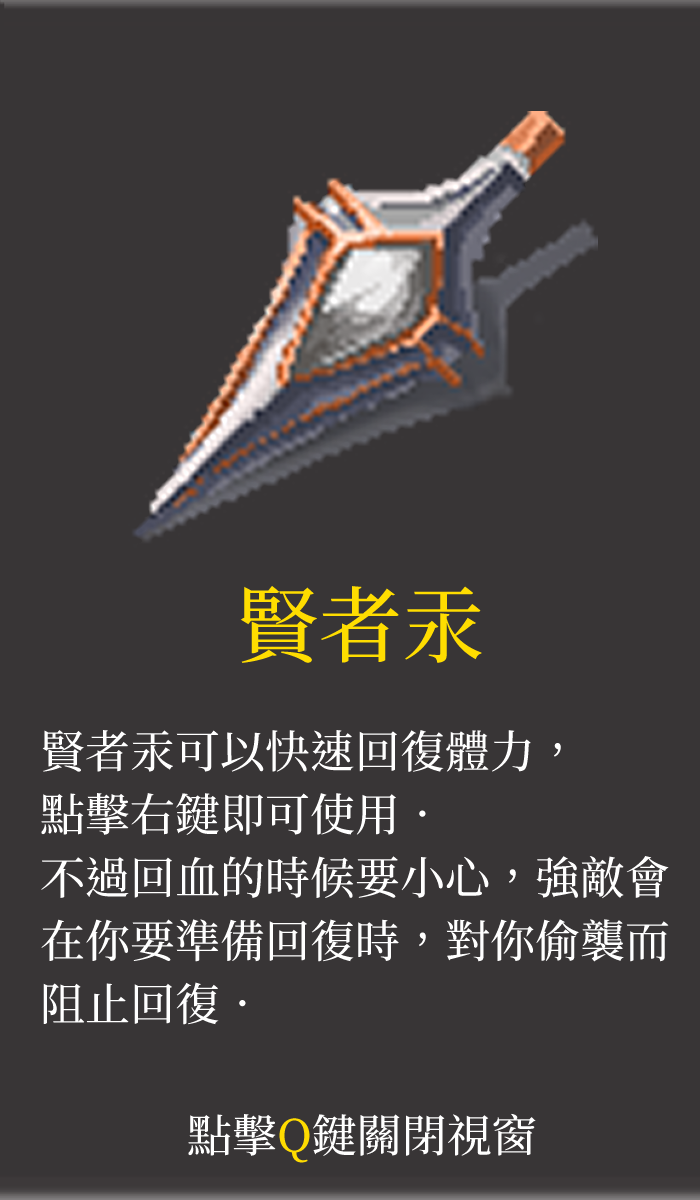 賢者汞
賢者汞可以快速回復體力，
點擊右鍵即可使用．
不過回血的時候要小心，強敵會
在你要準備回復時，對你偷襲而
阻止回復．
點擊Q鍵關閉視窗